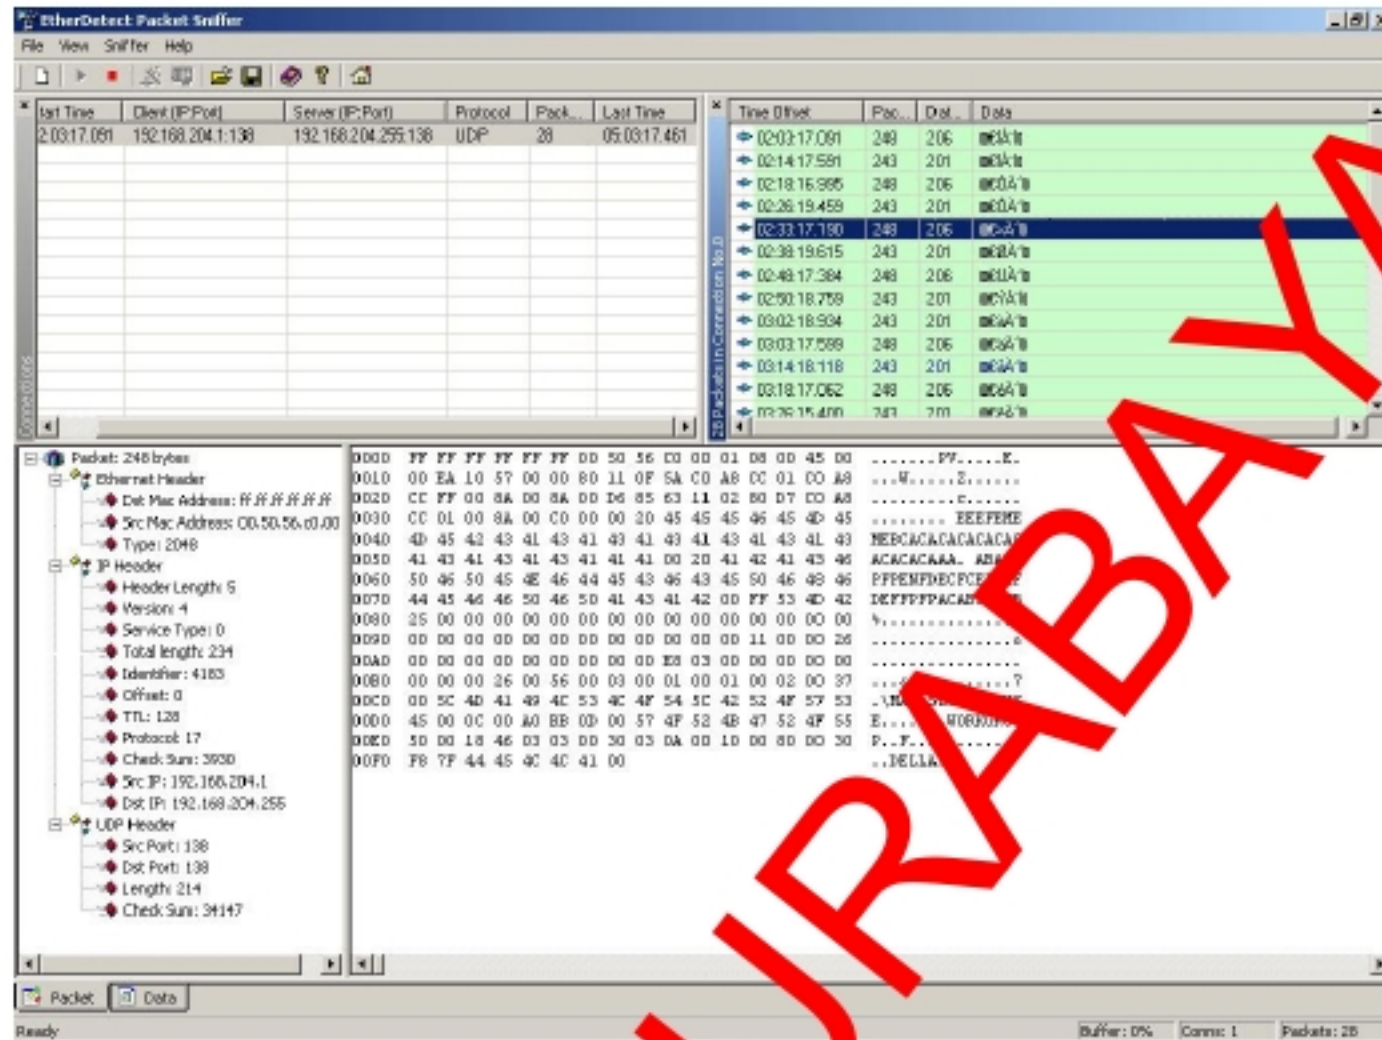 EtherDetect Packet Sniffer
File View Sniffer Help
tart Time Client (IP:Port) Server (IP:Port) Protocol Pack... Last Time
2:03:17.091 192.168.204.1:138 192.168.204.255:138 UDP 28 05:03:17.461
Connections
28 Packets in Connection No.0
Time Offset Pac... Dat... Data
02:03:17.091 248 206
02:14:17.591 243 201
02:18:16.995 248 206
02:26:19.459 243 201
02:33:17.190 248 206
02:38:19.615 243 201
02:48:17.384 248 206
02:50:18.759 243 201
03:02:18.934 243 201
03:03:17.599 248 206
03:14:18.118 243 201
03:18:17.062 248 206
03:26:15.400 243 201
Packet: 248 bytes
Ethernet Header
Dst Mac Address: ff.ff.ff.ff.ff.ff
Src Mac Address: 00.50.56.c0.00
Type: 2048
IP Header
Header Length: 5
Version: 4
Service Type: 0
Total length: 234
Identifier: 4183
Offset: 0
TTL: 128
Protocol: 17
Check Sum: 3930
Src IP: 192.168.204.1
Dst IP: 192.168.204.255
UDP Header
Src Port: 138
Dst Port: 138
Length: 214
Check Sum: 34147
0000 FF FF FF FF FF FF 00 50 56 C0 00 01 08 00 45 00 .......PV.....E.
0010 00 EA 10 57 00 00 80 11 0F 5A C0 A8 CC 01 C0 A8 ...W.....Z......
0020 CC FF 00 8A 00 8A 00 D6 85 63 11 02 80 D7 C0 A8 .........c......
0030 CC 01 00 8A 00 C0 00 00 20 45 45 45 46 45 4D 45 ........ EEEFEME
0040 4D 45 42 43 41 43 41 43 41 43 41 43 41 43 41 43 MEBCACACACACACAC
0050 41 43 41 43 41 43 41 41 41 00 20 41 42 41 43 46 ACACACAAA. ABA
0060 50 46 50 45 4E 46 44 45 43 46 43 45 50 46 48 46 PFPENFDECFCE
0070 44 45 46 46 50 46 50 41 43 41 42 00 FF 53 4D 42 DEFFPFPACA
0080 25 00 00 00 00 00 00 00 00 00 00 00 00 00 00 00 %...............
0090 00 00 00 00 00 00 00 00 00 00 00 00 11 00 00 26
00A0 00 00 00 00 00 00 00 00 00 E8 03 00 00 00 00 00
00B0 00 00 00 26 00 56 00 03 00 01 00 01 00 02 00 37
00C0 00 5C 4D 41 49 4C 53 4C 4F 54 5C 42 52 4F 57 53
00D0 45 00 0C 00 A0 BB 0D 00 57 4F 52 4B 47 52 4F 55
00E0 50 00 18 46 03 03 00 30 03 0A 00 10 00 80 00 30
00F0 F8 7F 44 45 4C 4C 41 00 ..DELLA
URABAYA
Packet Data
Ready Buffer: 0% Conns: 1 Packets: 28